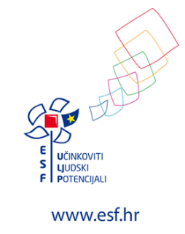 ESF
UČINKOVITI
LJUDSKI
POTENCIJALI
www.esf.hr